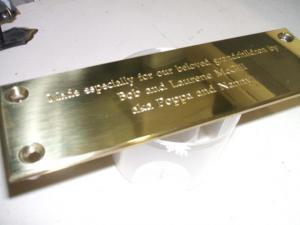 Made especially for our beloved grandchildren by
Bob and Laurene
aka Poppa and Nanny